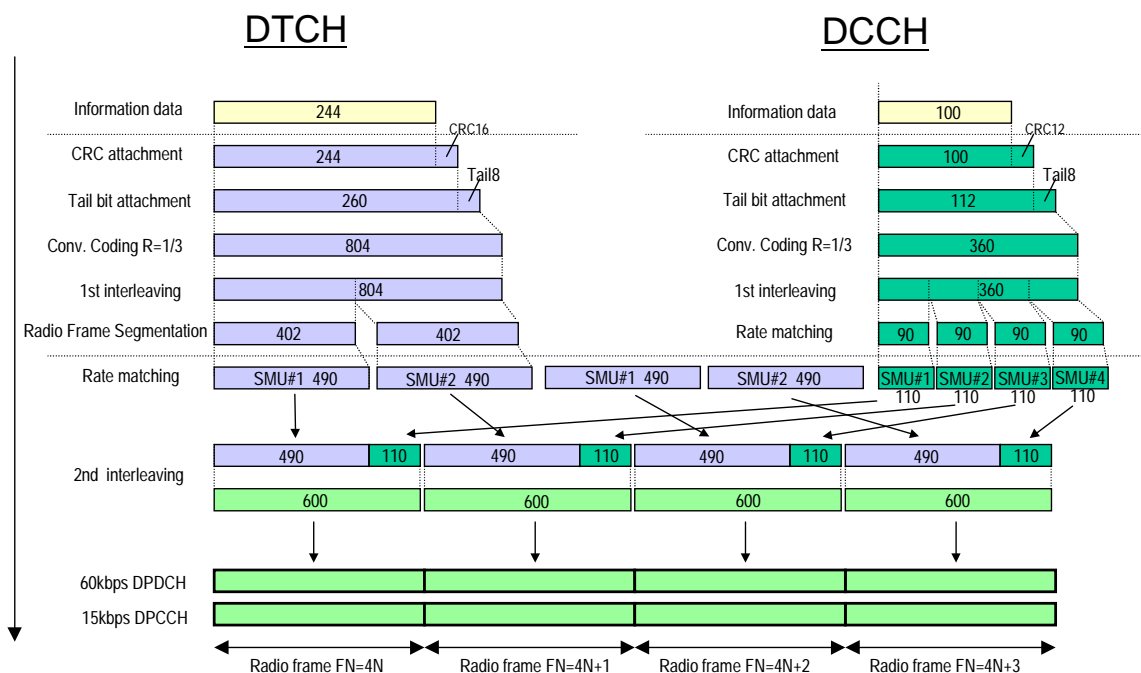 DTCH DCCH
Information data 244 Information data 100
CRC16 CRC12
CRC attachment 244 CRC attachment 100
Tail8 Tail8
Tail bit attachment 260 Tail bit attachment 112
Conv. Coding R=1/3 804 Conv. Coding R=1/3 360
1st interleaving 804 1st interleaving 360
Radio Frame Segmentation 402 402 Rate matching 90 90 90 90
Rate matching SMU#1 490 SMU#2 490 SMU#1 490 SMU#2 490 SMU#1 SMU#2 SMU#3 SMU#4
110 110 110 110
490 110 490 110 490 110 490 110
2nd interleaving
600 600 600 600
60kbps DPDCH
15kbps DPCCH
Radio frame FN=4N Radio frame FN=4N+1 Radio frame FN=4N+2 Radio frame FN=4N+3